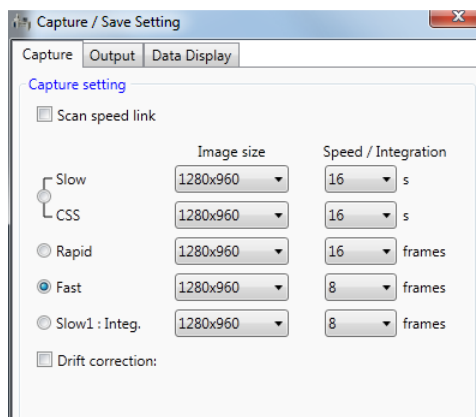 Capture / Save Setting
Capture Output Data Display
Capture setting
Scan speed link
Image size Speed / Integration
Slow 1280x960 16 s
CSS 1280x960 16 s
Rapid 1280x960 16 frames
Fast 1280x960 8 frames
Slow1 : Integ. 1280x960 8 frames
Drift correction: